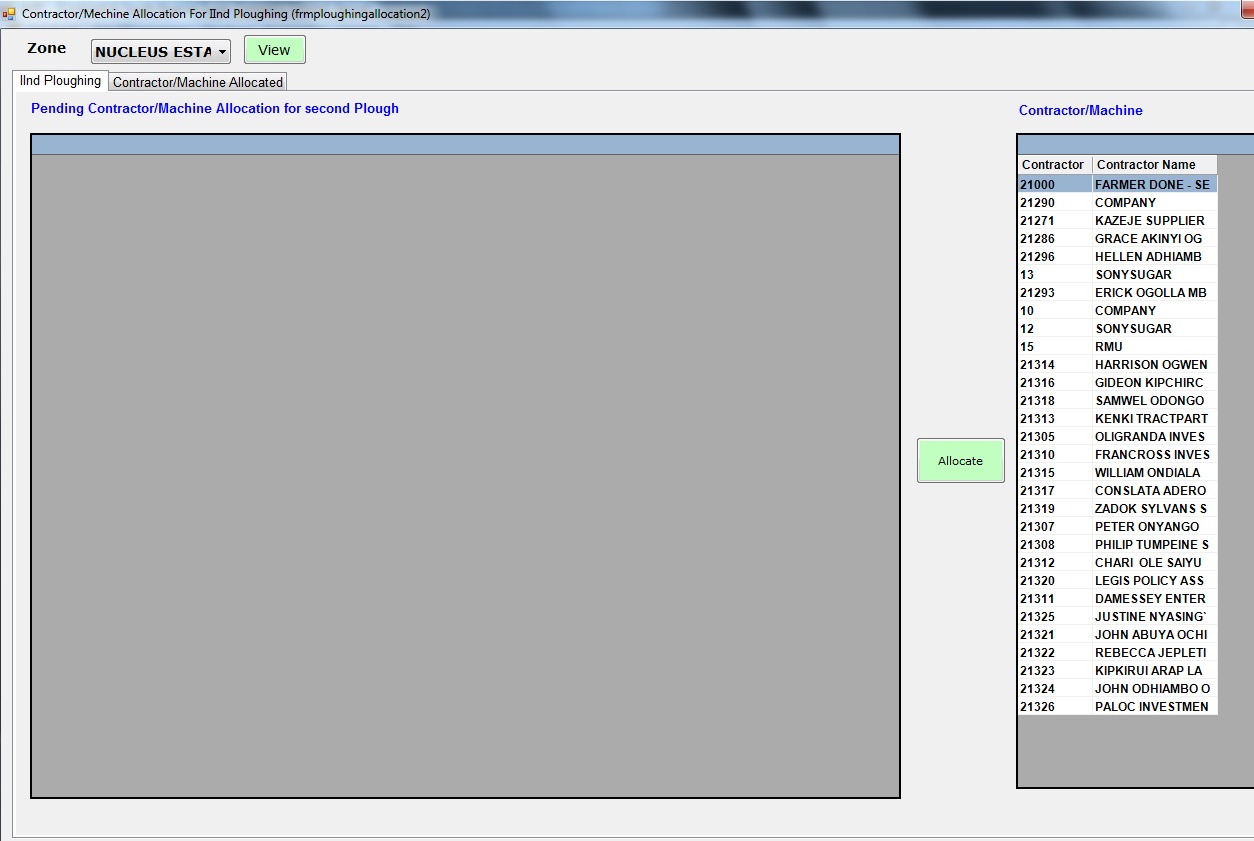 Contractor/Mechine Allocation For IInd Ploughing (frmploughingallocation2)
Zone NUCLEUS ESTA View
IInd Ploughing Contractor/Machine Allocated
Pending Contractor/Machine Allocation for second Plough
Allocate
Contractor/Machine
Contractor Contractor Name
21000 FARMER DONE - SE
21290 COMPANY
21271 KAZEJE SUPPLIER
21286 GRACE AKINYI OG
21296 HELLEN ADHIAMB
13 SONYSUGAR
21293 ERICK OGOLLA MB
10 COMPANY
12 SONYSUGAR
15 RMU
21314 HARRISON OGWEN
21316 GIDEON KIPCHIRC
21318 SAMWEL ODONGO
21313 KENKI TRACTPART
21305 OLIGRANDA INVES
21310 FRANCROSS INVES
21315 WILLIAM ONDIALA
21317 CONSLATA ADERO
21319 ZADOK SYLVANS S
21307 PETER ONYANGO
21308 PHILIP TUMPEINE S
21312 CHARI OLE SAIYU
21320 LEGIS POLICY ASS
21311 DAMESSEY ENTER
21325 JUSTINE NYASING`
21321 JOHN ABUYA OCHI
21322 REBECCA JEPLETI
21323 KIPKIRUI ARAP LA
21324 JOHN ODHIAMBO O
21326 PALOC INVESTMEN